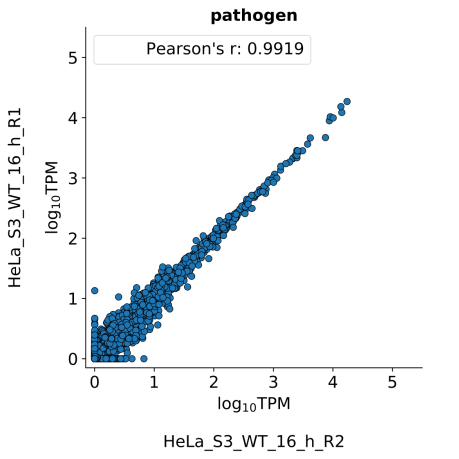 pathogen
Pearson's r: 0.9919
HeLa_S3_WT_16_h_R1
log₁₀TPM
5
4
3
2
1
0
0 1 2 3 4 5
log₁₀TPM
HeLa_S3_WT_16_h_R2